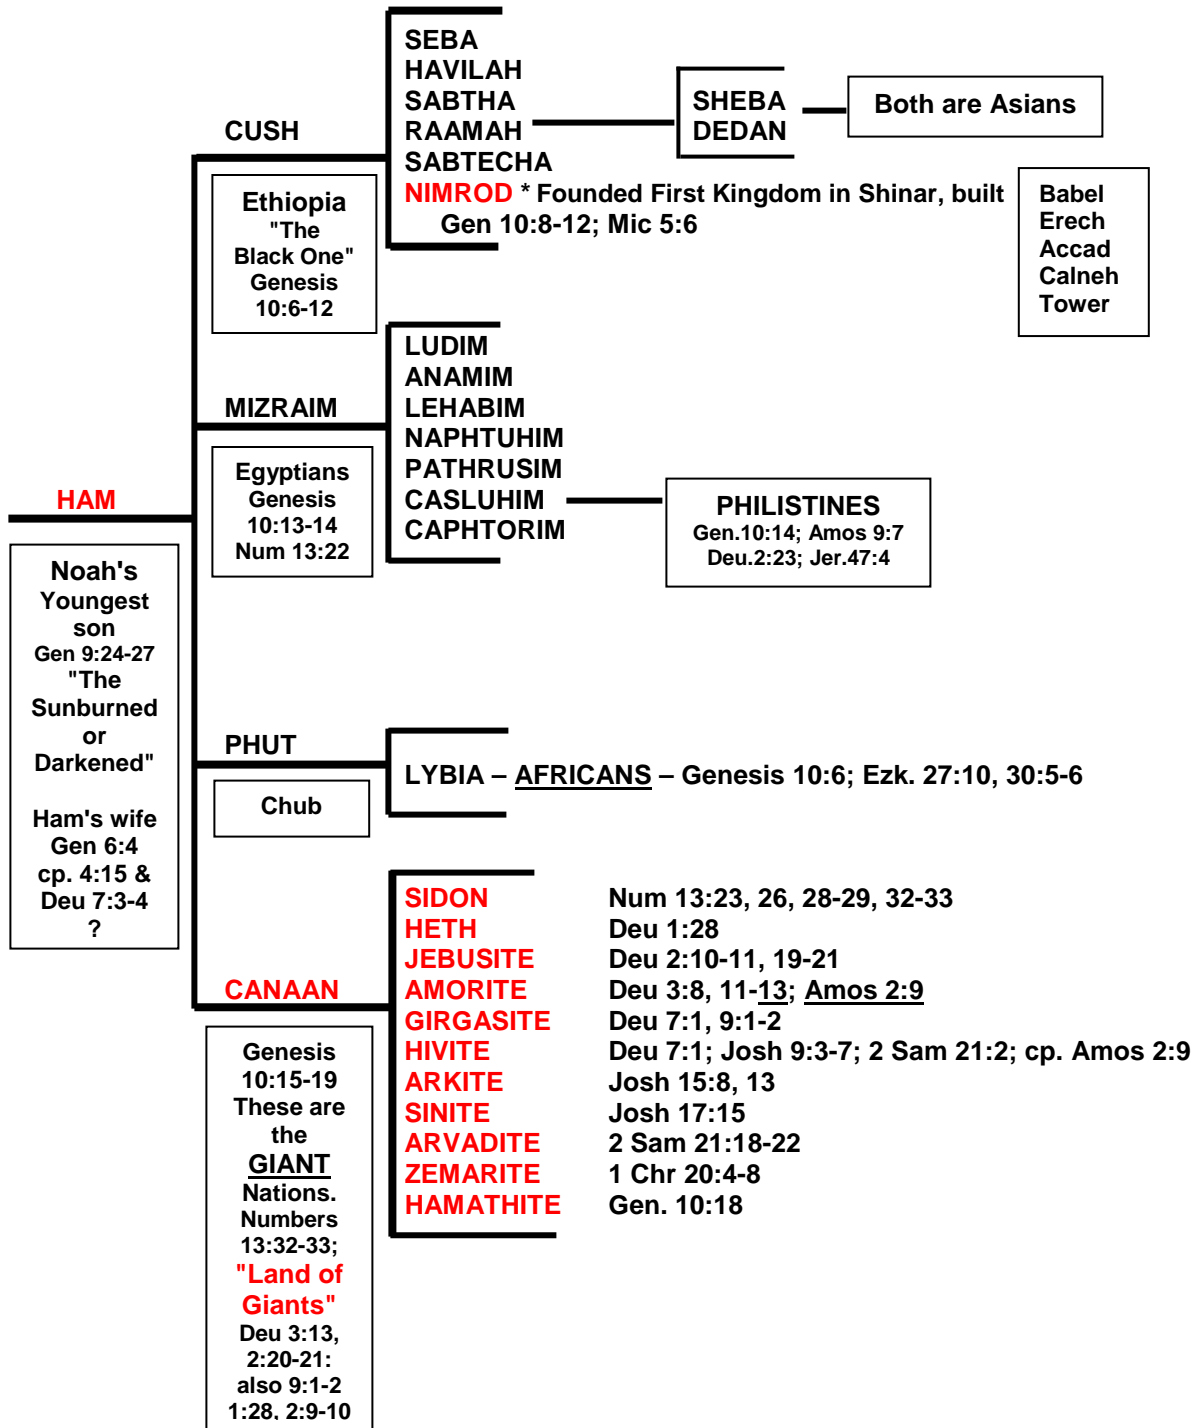 SEBA
HAVILAH
SABTHA
RAAMAH
SABTECHA
NIMROD * Founded First Kingdom in Shinar, built
Gen 10:8-12; Mic 5:6
SHEBA
DEDAN
Both are Asians
Babel
Erech
Accad
Calneh
Tower
CUSH
Ethiopia
"The
Black One"
Genesis
10:6-12
LUDIM
ANAMIM
LEHABIM
NAPHTUHIM
PATHRUSIM
CASLUHIM
CAPHTORIM
MIZRAIM
Egyptians
Genesis
10:13-14
Num 13:22
PHILISTINES
Gen.10:14; Amos 9:7
Deu.2:23; Jer.47:4
HAM
Noah's
Youngest
son
Gen 9:24-27
"The
Sunburned
or
Darkened"
Ham's wife
Gen 6:4
cp. 4:15 &
Deu 7:3-4
?
PHUT
Chub
LYBIA – AFRICANS – Genesis 10:6; Ezk. 27:10, 30:5-6
CANAAN
Genesis
10:15-19
These are
the
GIANT
Nations.
Numbers
13:32-33;
"Land of
Giants"
Deu 3:13,
2:20-21:
also 9:1-2
1:28, 2:9-10
SIDON Num 13:23, 26, 28-29, 32-33
HETH Deu 1:28
JEBUSITE Deu 2:10-11, 19-21
AMORITE Deu 3:8, 11-13; Amos 2:9
GIRGASITE Deu 7:1, 9:1-2
HIVITE Deu 7:1; Josh 9:3-7; 2 Sam 21:2; cp. Amos 2:9
ARKITE Josh 15:8, 13
SINITE Josh 17:15
ARVADITE 2 Sam 21:18-22
ZEMARITE 1 Chr 20:4-8
HAMATHITE Gen. 10:18